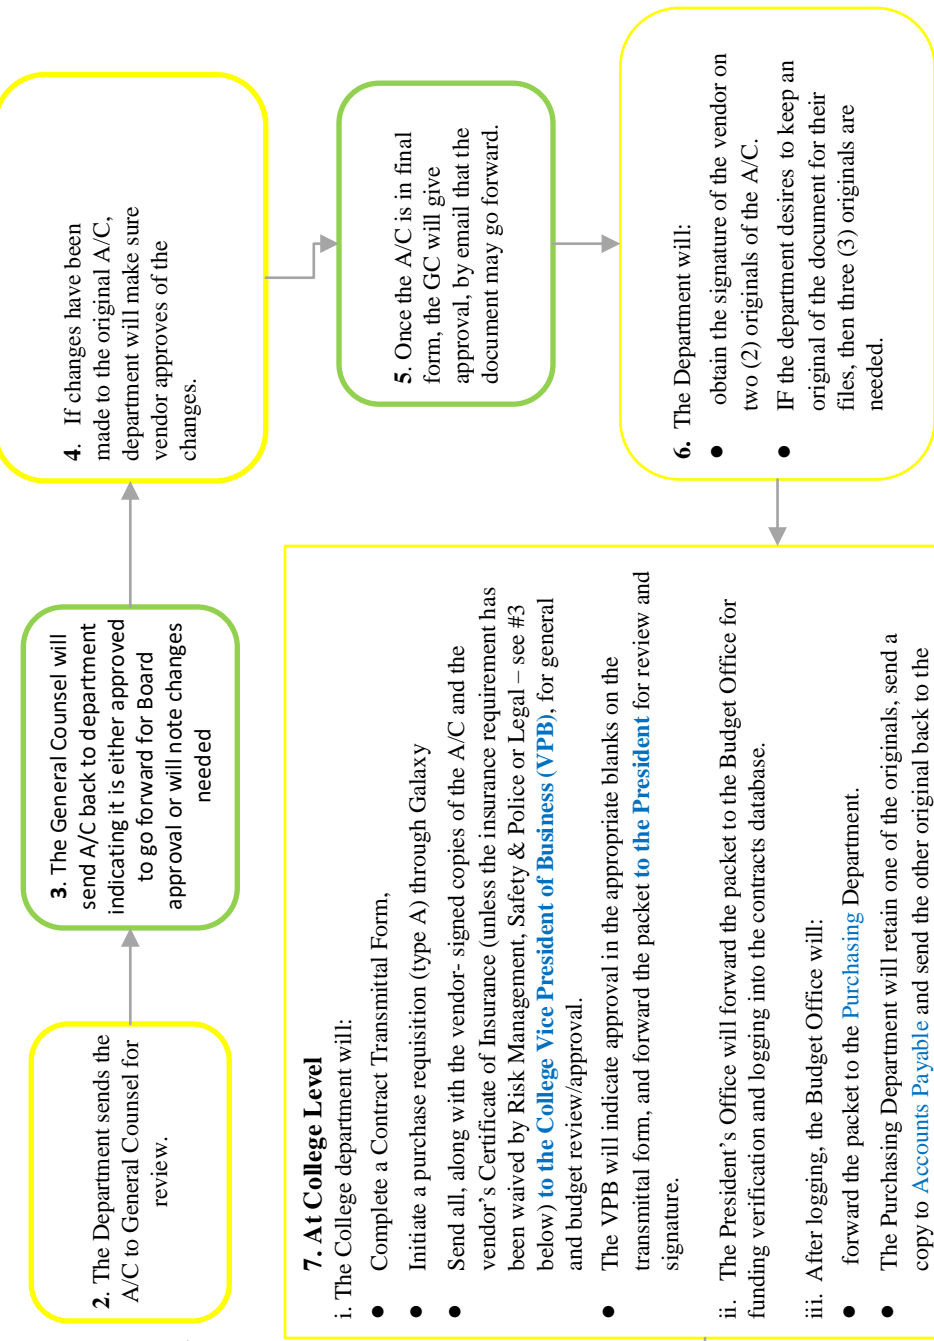 2. The Department sends the
A/C to General Counsel for
review.
3. The General Counsel will
send A/C back to department
indicating it is either approved
to go forward for Board
approval or will note changes
needed
4. If changes have been
made to the original A/C,
department will make sure
vendor approves of the
changes.
5. Once the A/C is in final
form, the GC will give
approval, by email that the
document may go forward.
6. The Department will:
● obtain the signature of the vendor on
two (2) originals of the A/C.
● IF the department desires to keep an
original of the document for their
files, then three (3) originals are
needed.
7. At College Level
i. The College department will:
● Complete a Contract Transmittal Form,
● Initiate a purchase requisition (type A) through Galaxy
● Send all, along with the vendor- signed copies of the A/C and the
vendor's Certificate of Insurance (unless the insurance requirement has
been waived by Risk Management, Safety & Police or Legal – see #3
below) to the College Vice President of Business (VPB), for general
and budget review/approval.
● The VPB will indicate approval in the appropriate blanks on the
transmittal form, and forward the packet to the President for review and
signature.
ii. The President's Office will forward the packet to the Budget Office for
funding verification and logging into the contracts database.
iii. After logging, the Budget Office will:
● forward the packet to the Purchasing Department.
● The Purchasing Department will retain one of the originals, send a
copy to Accounts Payable and send the other original back to the